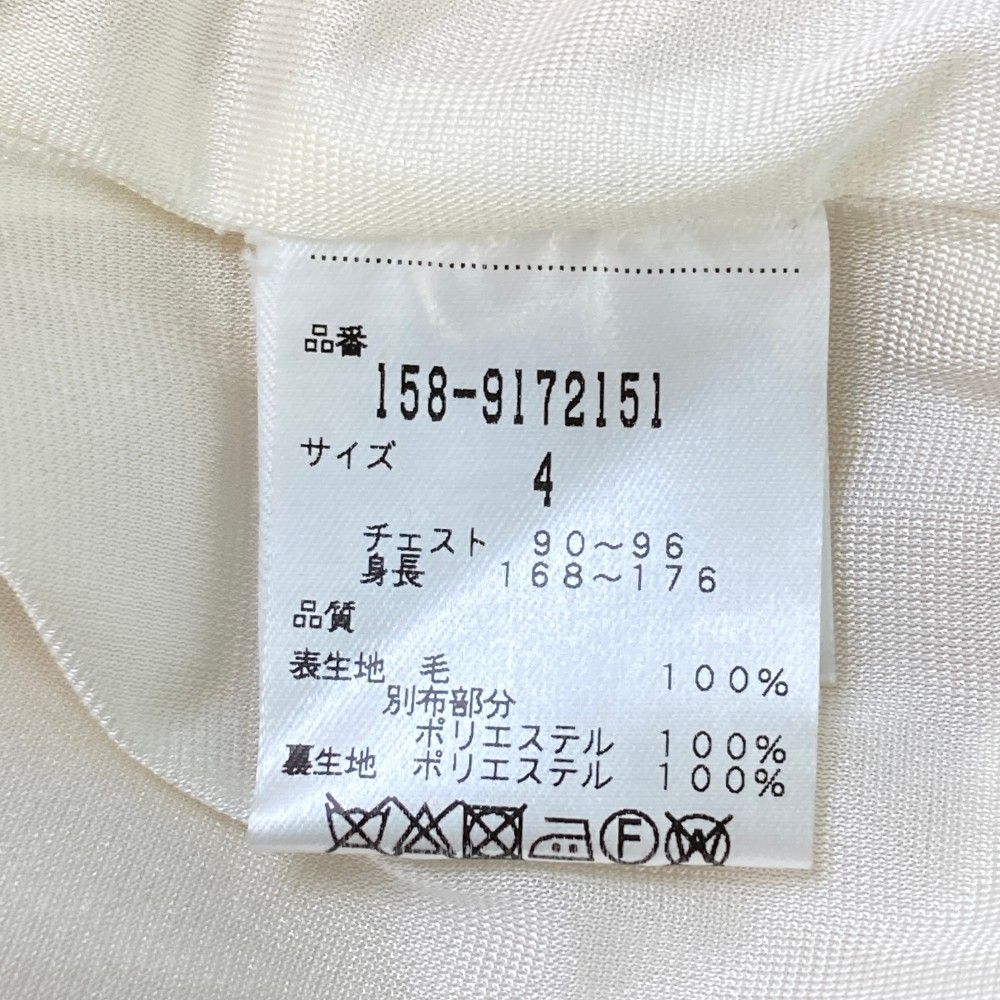 品番
158-9172151
サイズ
4
チェスト 90～96
身長 168～176
品質
表生地 毛 100%
別布部分
ポリエステル 100%
裏生地 ポリエステル 100%
F W